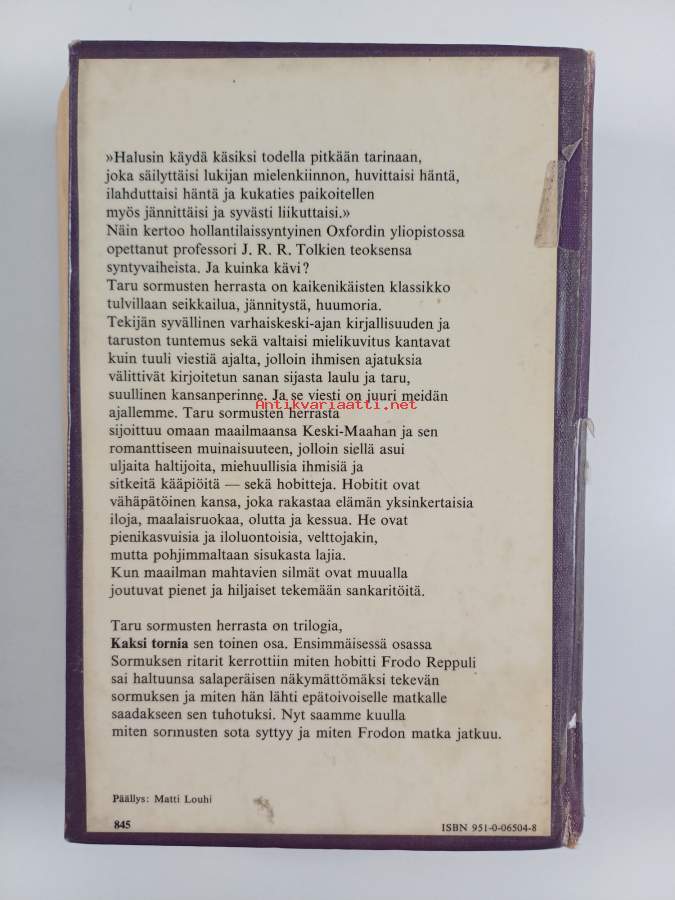 »Halusin käydä käsiksi todella pitkään tarinaan,
joka säilyttäisi lukijan mielenkiinnon, huvittaisi häntä,
ilahduttaisi häntä ja kukaties paikoitellen
myös jännittäisi ja syvästi liikuttaisi.»
Näin kertoo hollantilaissyntyinen Oxfordin yliopistossa
opettanut professori J. R. R. Tolkien teoksensa
syntyvaiheista. Ja kuinka kävi?
Taru sormusten herrasta on kaikenikäisten klassikko
tulvillaan seikkailua, jännitystä, huumoria.
Tekijän syvällinen varhaiskeski-ajan kirjallisuuden ja
taruston tuntemus sekä valtaisi mielikuvitus kantavat
kuin tuuli viestiä ajalta, jolloin ihmisen ajatuksia
välittivät kirjoitetun sanan sijasta laulu ja taru,
suullinen kansanperinne. Ja se viesti on juuri meidän
Antikvariaatti.net
ajallemme. Taru sormusten herrasta
sijoittuu omaan maailmaansa Keski-Maahan ja sen
romanttiseen muinaisuuteen, jolloin siellä asui
uljaita haltijoita, miehuullisia ihmisiä ja
sitkeitä kääpiöitä — sekä hobitteja. Hobitit ovat
vähäpätöinen kansa, joka rakastaa elämän yksinkertaisia
iloja, maalaisruokaa, olutta ja kessua. He ovat
pienikasvuisia ja iloluontoisia, velttojakin,
mutta pohjimmaltaan sisukasta lajia.
Kun maailman mahtavien silmät ovat muualla
joutuvat pienet ja hiljaiset tekemään sankaritöitä.
Taru sormusten herrasta on trilogia,
Kaksi tornia sen toinen osa. Ensimmäisessä osassa
Sormuksen ritarit kerrottiin miten hobitti Frodo Reppuli
sai haltuunsa salaperäisen näkymättömäksi tekevän
sormuksen ja miten hän lähti epätoivoiselle matkalle
saadakseen sen tuhotuksi. Nyt saamme kuulla
miten sormusten sota syttyy ja miten Frodon matka jatkuu.
Päällys: Matti Louhi
845
ISBN 951-0-06504-8